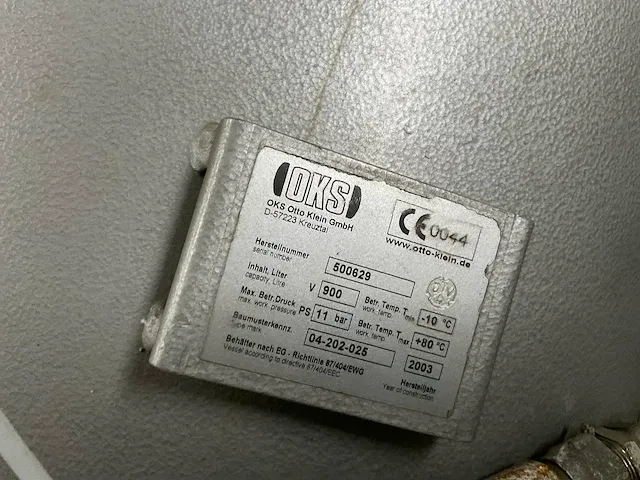 OKS
OKS Otto Klein GmbH
D-57223 Kreuztal
CE 0044
www.otto-klein.de
Herstellnummer 500629
serial number
Inhalt, Liter V 900 Betr. Temp. T min. -10 °C
capacity, Litre work. temp.
Max. Betr.Druck PS 11 bar Betr. Temp. T max. +80 °C
max. work. pressure work. temp.
Baumusterkennz. 04-202-025 2003
Type mark
Behälter nach EG - Richtlinie 87/404/EWG Herstelljahr
Vessel according to directive 87/404/EEC Year of construction